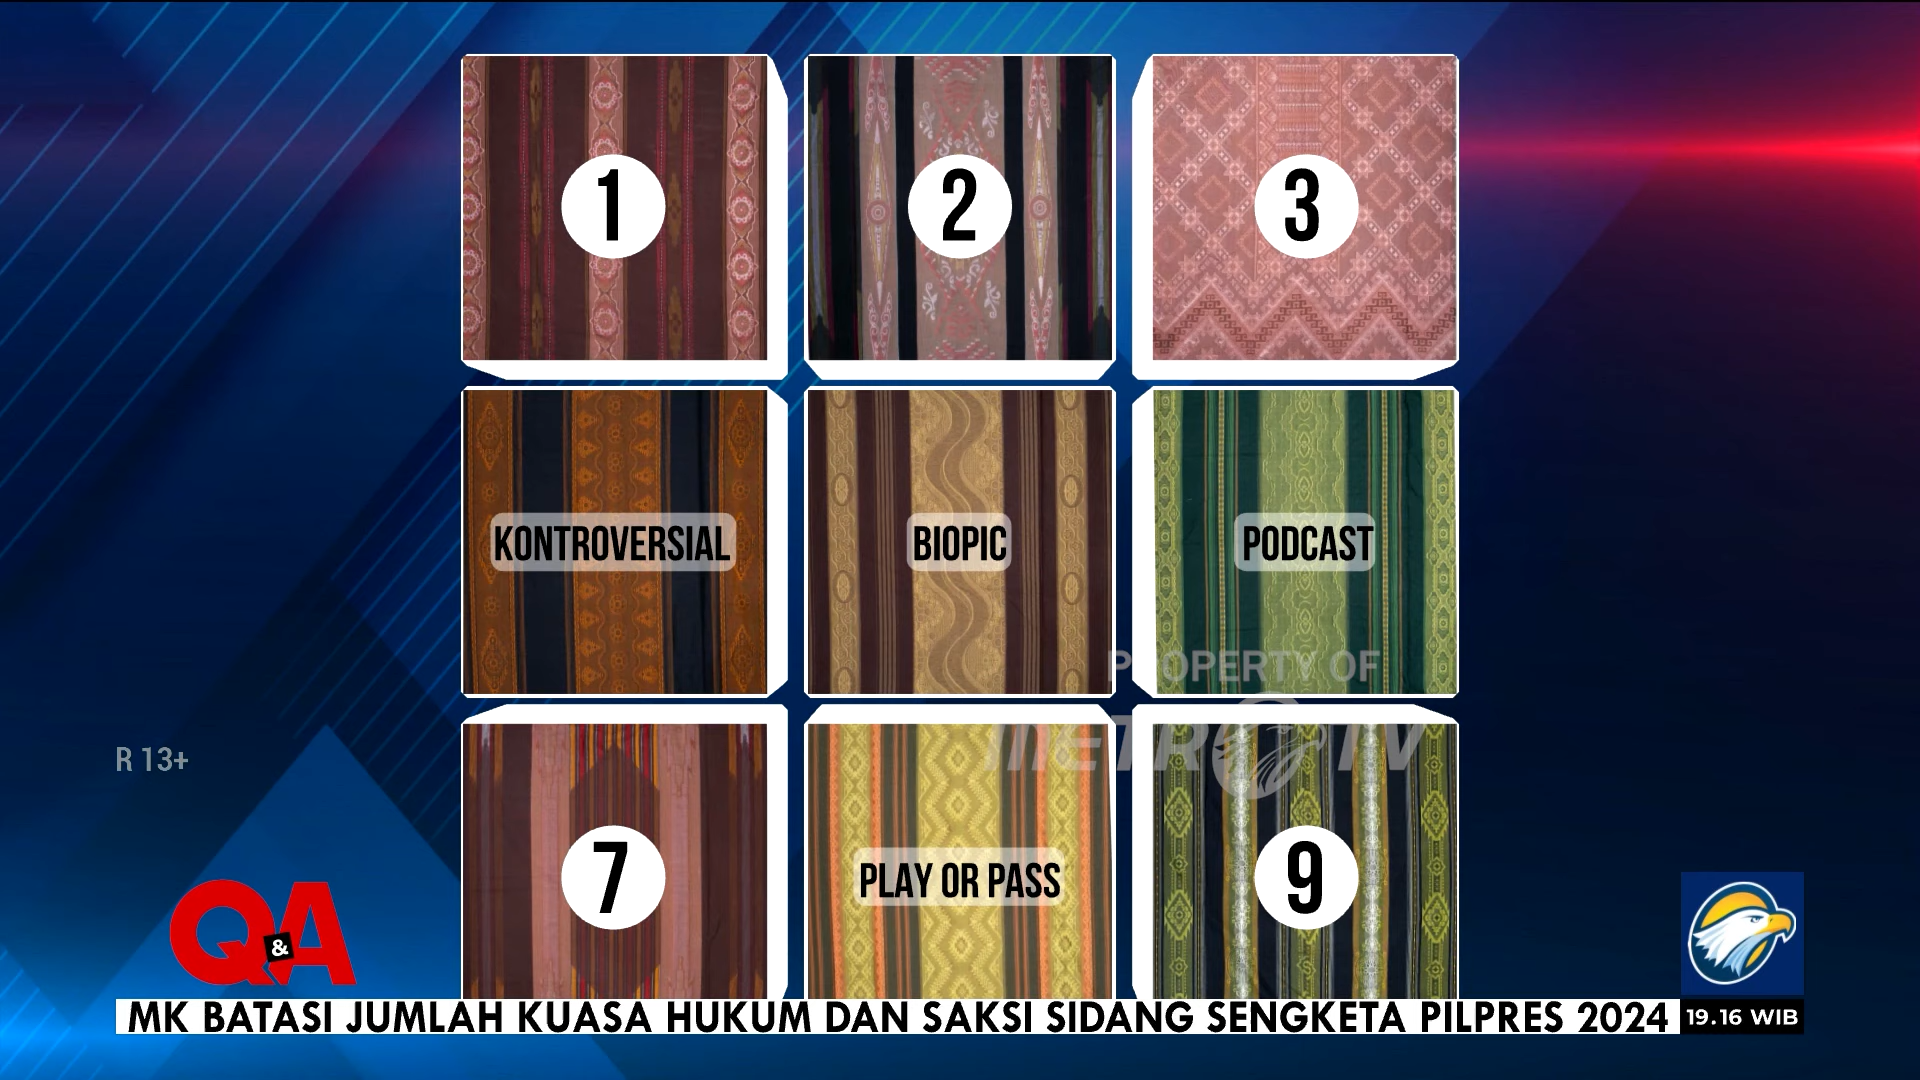 1
2
3
KONTROVERSIAL
BIOPIC
PODCAST
PROPERTY OF
METRO TV
R 13+
7
PLAY OR PASS
9
Q&A
MK BATASI JUMLAH KUASA HUKUM DAN SAKSI SIDANG SENGKETA PILPRES 2024
19.16 WIB